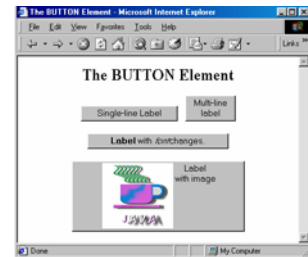 The BUTTON Element - Microsoft Internet Explorer
File Edit View Favorites Tools Help
Links
The BUTTON Element
Single-line Label
Multi-line
label
Label with font changes.
Label
with image
JAVA
Done
My Computer